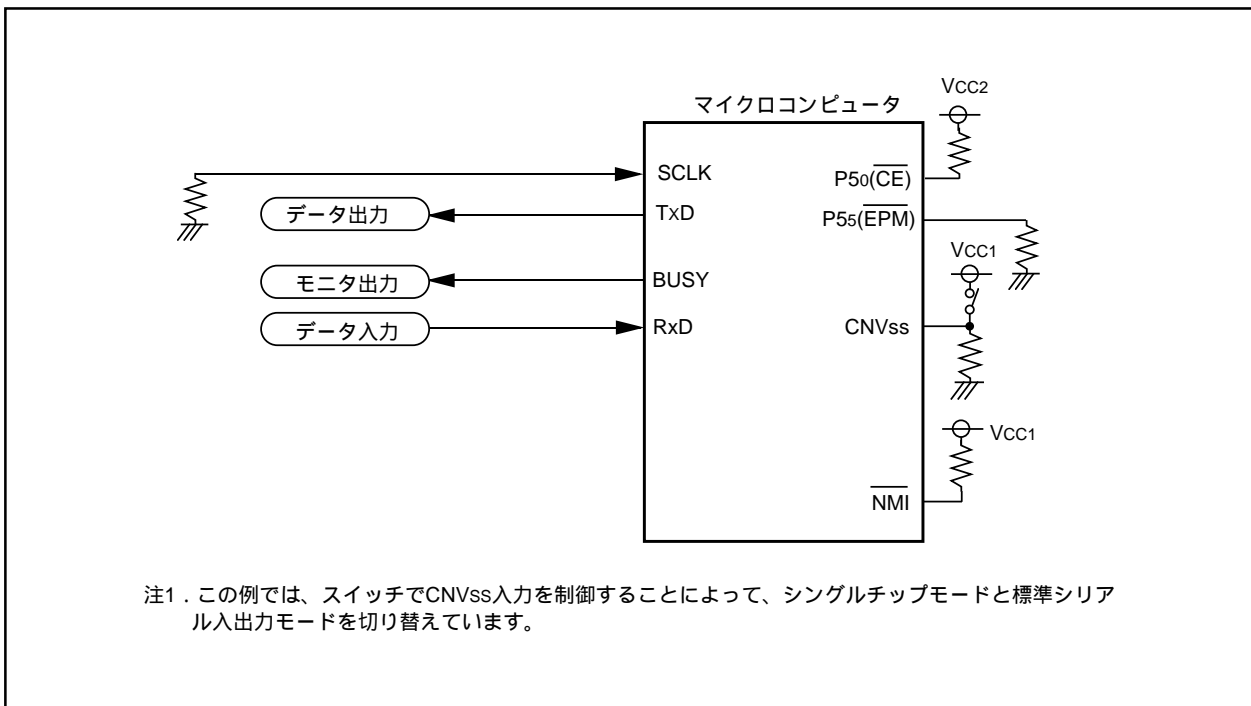 マイクロコンピュータ
VCC2
SCLK
P50(CE)
データ出力
TxD
P55(EPM)
VCC1
モニタ出力
BUSY
データ入力
RxD
CNVss
VCC1
NMI
注1．この例では、スイッチでCNVss入力を制御することによって、シングルチップモードと標準シリア
ル入出力モードを切り替えています。